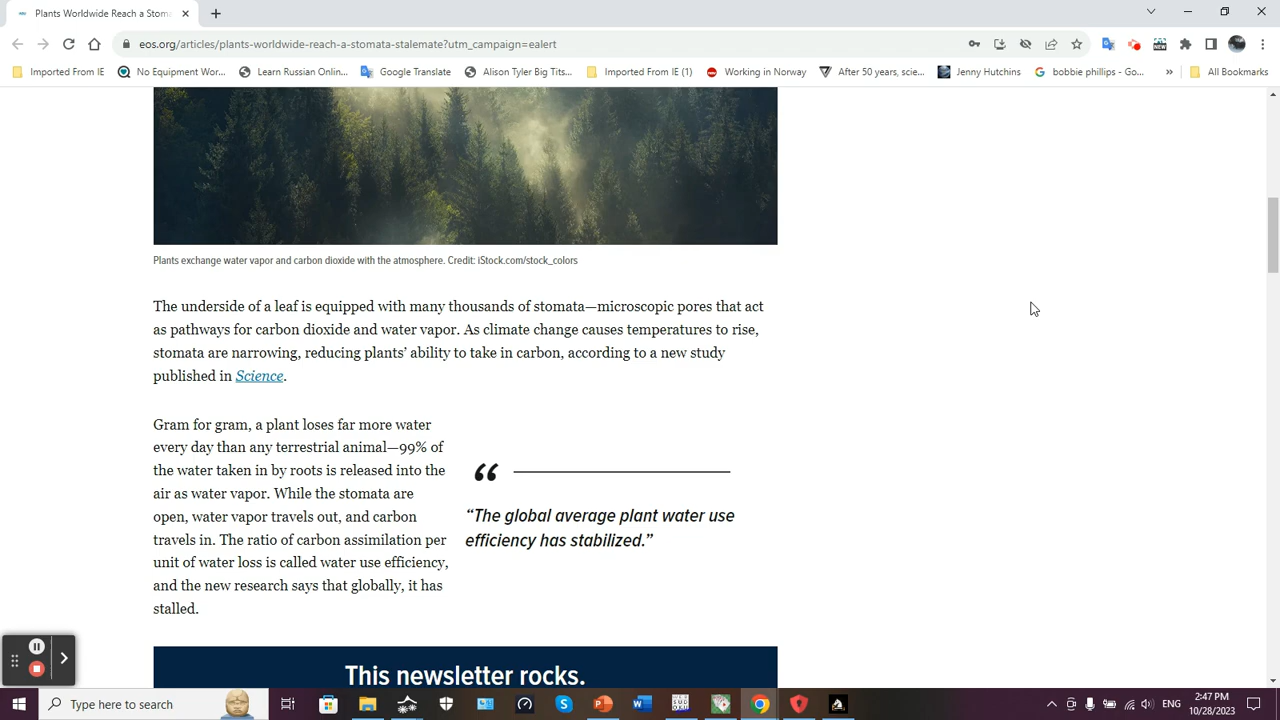 Plants Worldwide Reach a Stoma
eos.org/articles/plants-worldwide-reach-a-stomata-stalemate?utm_campaign=ealert
Imported From IE
No Equipment Wor...
Learn Russian Onlin...
Google Translate
Alison Tyler Big Tits...
Imported From IE (1)
Working in Norway
After 50 years, scie...
Jenny Hutchins
bobbie phillips - Go...
»
All Bookmarks
Plants exchange water vapor and carbon dioxide with the atmosphere. Credit: iStock.com/stock_colors
The underside of a leaf is equipped with many thousands of stomata—microscopic pores that act
as pathways for carbon dioxide and water vapor. As climate change causes temperatures to rise,
stomata are narrowing, reducing plants’ ability to take in carbon, according to a new study
published in Science.
Gram for gram, a plant loses far more water
every day than any terrestrial animal—99% of
the water taken in by roots is released into the
air as water vapor. While the stomata are
open, water vapor travels out, and carbon
travels in. The ratio of carbon assimilation per
unit of water loss is called water use efficiency,
and the new research says that globally, it has
stalled.
“
“The global average plant water use
efficiency has stabilized.”
This newsletter rocks.
Type here to search
ENG
2:47 PM
10/28/2023